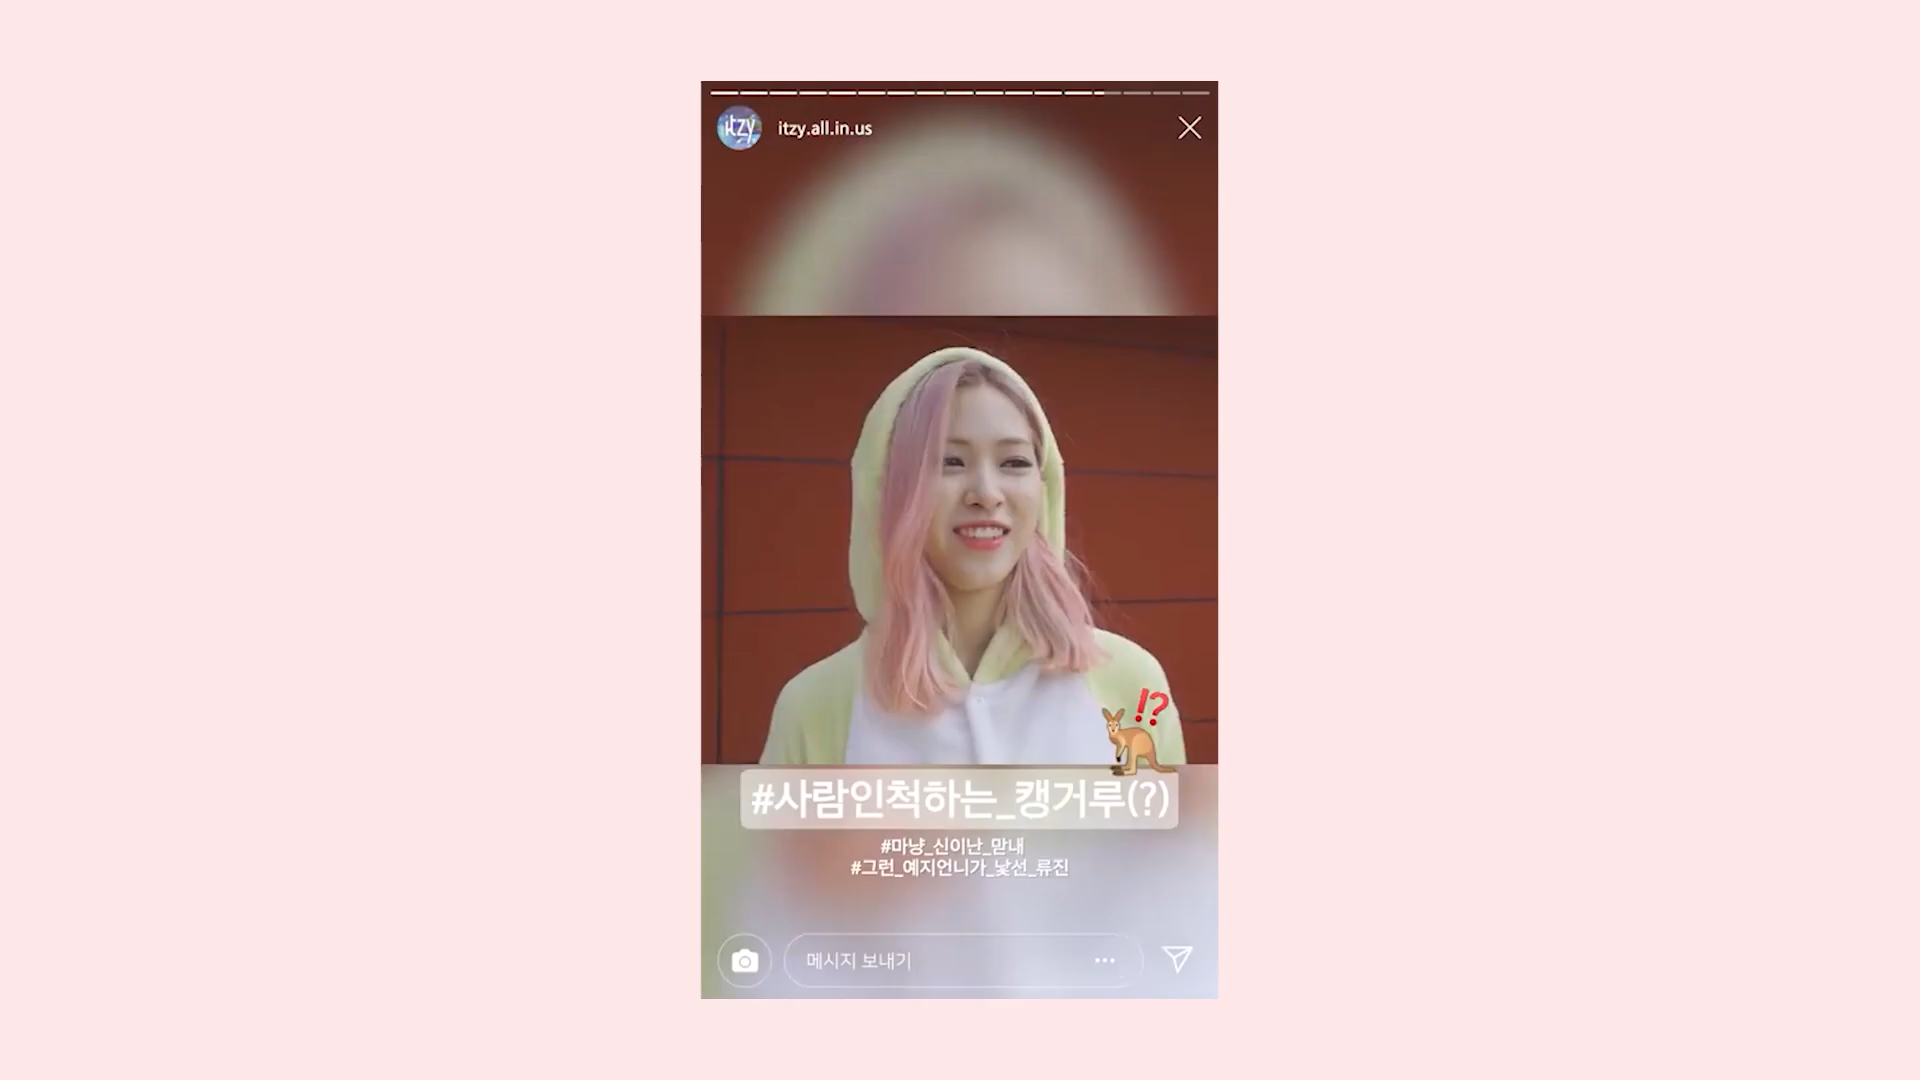 itzy
itzy.all.in.us
#사람인척하는_캥거루(?)
#마냥_신이난_맏내
#그런_예지언니가_낯선_류진
메시지 보내기